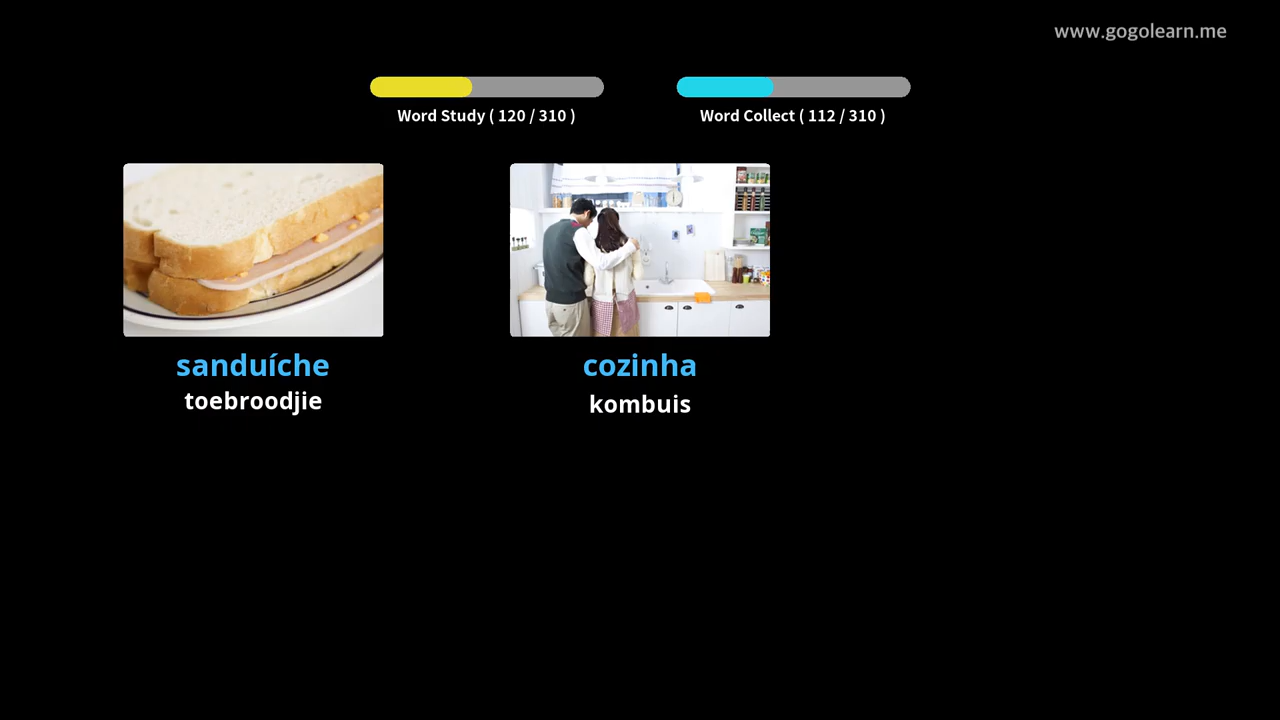 www.gogolearn.me
Word Study ( 120 / 310 )
Word Collect ( 112 / 310 )
sanduíche
toebroodjie
cozinha
kombuis